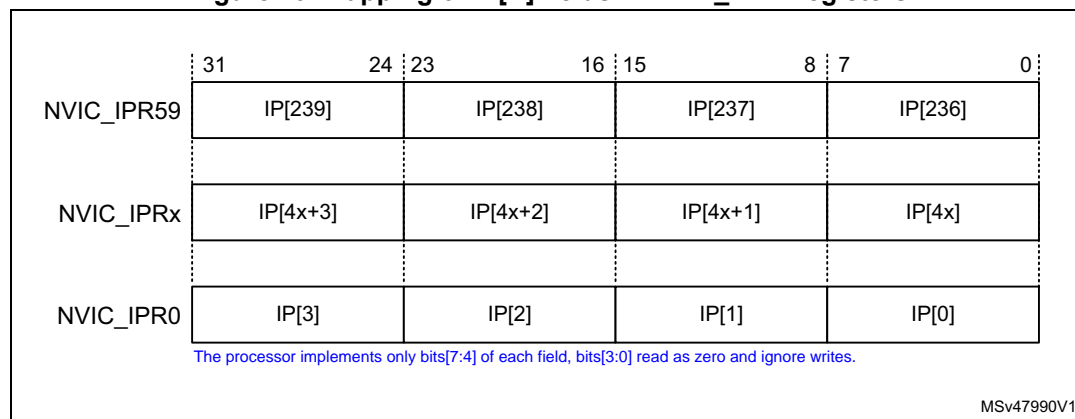 31 24 23 16 15 8 7 0
NVIC_IPR59 IP[239] IP[238] IP[237] IP[236]
NVIC_IPRx IP[4x+3] IP[4x+2] IP[4x+1] IP[4x]
NVIC_IPR0 IP[3] IP[2] IP[1] IP[0]
The processor implements only bits[7:4] of each field, bits[3:0] read as zero and ignore writes.
MSv47990V1